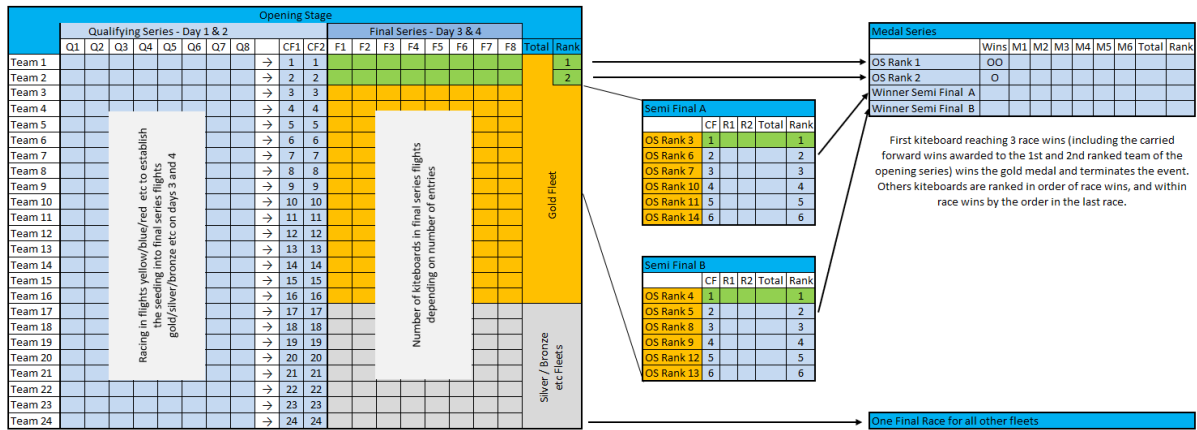 Opening Stage
Qualifying Series - Day 1 & 2 Final Series - Day 3 & 4
Q1 Q2 Q3 Q4 Q5 Q6 Q7 Q8 CF1 CF2 F1 F2 F3 F4 F5 F6 F7 F8 Total Rank
Team 1 → 1 1 1
Team 2 → 2 2 2
Team 3 → 3 3
Team 4 → 4 4
Team 5 → 5 5
Team 6 → 6 6
Team 7 → 7 7
Team 8 → 8 8
Team 9 → 9 9
Team 10 → 10 10
Team 11 → 11 11
Team 12 → 12 12
Team 13 → 13 13
Team 14 → 14 14
Team 15 → 15 15
Team 16 → 16 16
Team 17 → 17 17
Team 18 → 18 18
Team 19 → 19 19
Team 20 → 20 20
Team 21 → 21 21
Team 22 → 22 22
Team 23 → 23 23
Team 24 → 24 24
Racing in flights yellow/blue/red etc to establish
the seeding into final series flights
gold/silver/bronze etc on days 3 and 4
Number of kiteboards in final series flights
depending on number of entries
Gold Fleet
Silver / Bronze
etc Fleets
Semi Final A
CF R1 R2 Total Rank
OS Rank 3 1 1
OS Rank 6 2 2
OS Rank 7 3 3
OS Rank 10 4 4
OS Rank 11 5 5
OS Rank 14 6 6
Semi Final B
CF R1 R2 Total Rank
OS Rank 4 1 1
OS Rank 5 2 2
OS Rank 8 3 3
OS Rank 9 4 4
OS Rank 12 5 5
OS Rank 13 6 6
Medal Series
Wins M1 M2 M3 M4 M5 M6 Total Rank
OS Rank 1 OO
OS Rank 2 O
Winner Semi Final A
Winner Semi Final B
First kiteboard reaching 3 race wins (including the carried
forward wins awarded to the 1st and 2nd ranked team of the
opening series) wins the gold medal and terminates the event.
Others kiteboards are ranked in order of race wins, and within
race wins by the order in the last race.
One Final Race for all other fleets